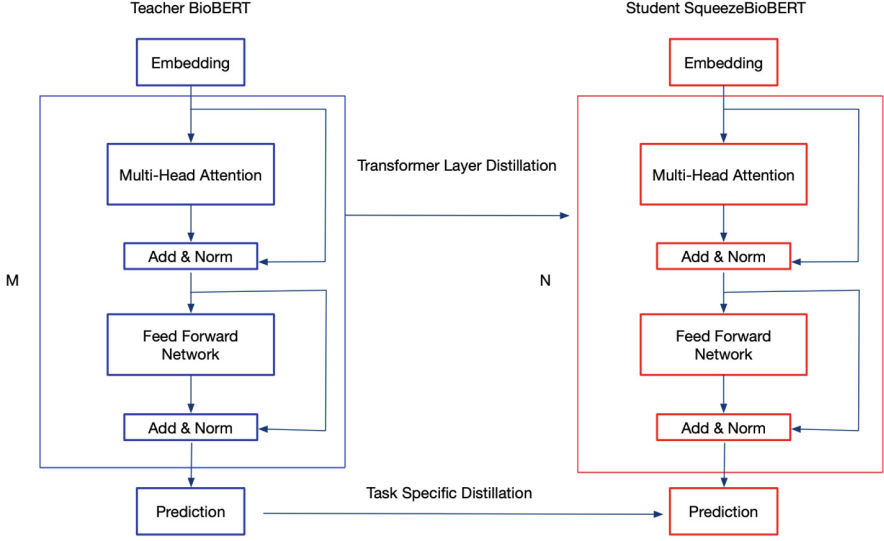 Teacher BioBERT
Student SqueezeBioBERT
Embedding
Embedding
Multi-Head Attention
Transformer Layer Distillation
Multi-Head Attention
Add & Norm
Add & Norm
M
N
Feed Forward
Network
Feed Forward
Network
Add & Norm
Add & Norm
Task Specific Distillation
Prediction
Prediction